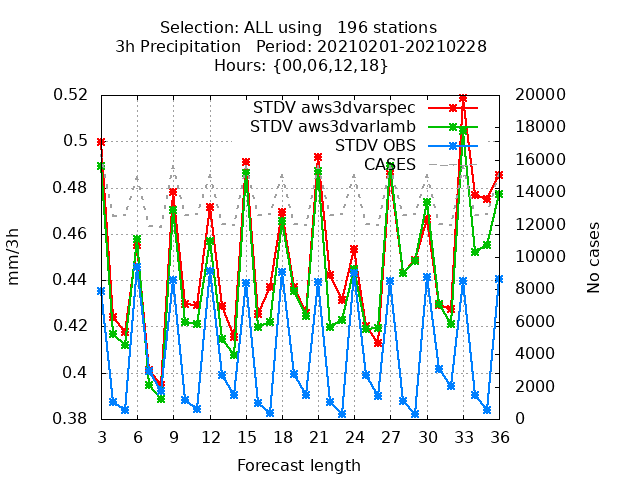 Selection: ALL using   196 stations
3h Precipitation   Period: 20210201-20210228
Hours: {00,06,12,18}
STDV aws3dvarspec
STDV aws3dvarlamb
STDV OBS
CASES
mm/3h
0.52
0.5
0.48
0.46
0.44
0.42
0.4
0.38
20000
18000
16000
14000
12000
10000
8000
6000
4000
2000
0
No cases
3 6 9 12 15 18 21 24 27 30 33 36
Forecast length